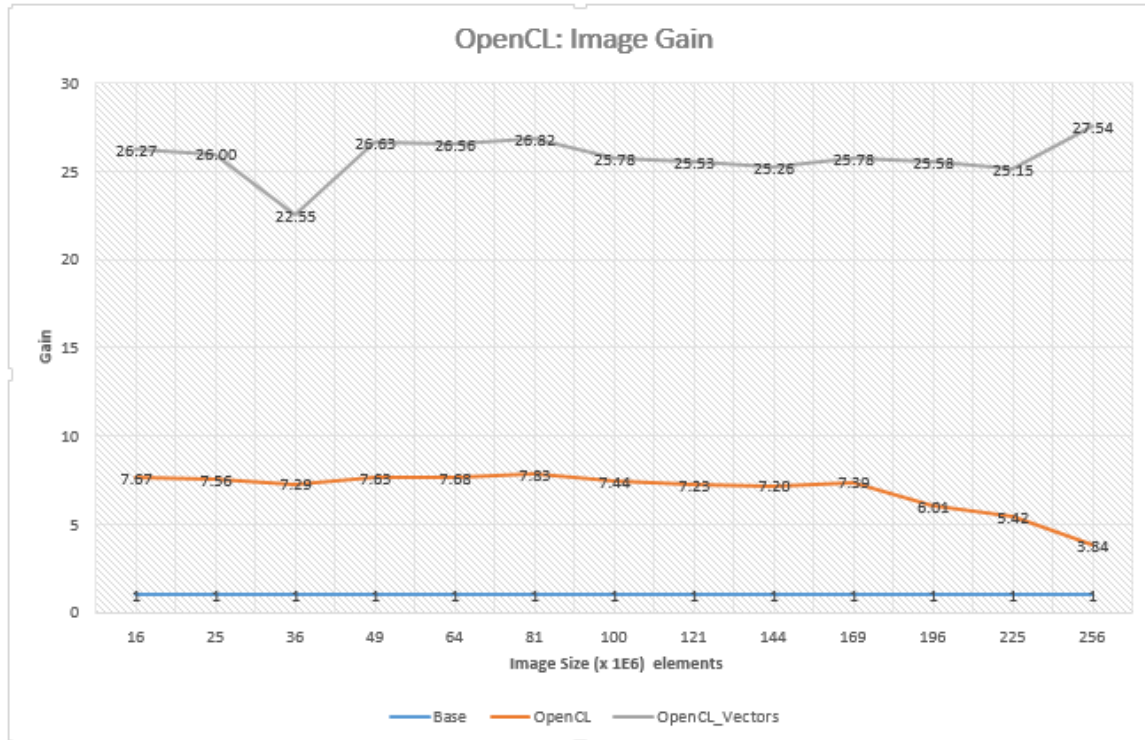 OpenCL: Image Gain
30
26.27 26.00 22.55 26.63 26.56 26.82 25.78 25.53 25.26 25.78 25.58 25.15 27.54
25
20
Gain
15
10
7.67 7.56 7.29 7.63 7.68 7.83 7.44 7.23 7.20 7.39 6.01 5.42 3.84
5
1 1 1 1 1 1 1 1 1 1 1 1 1
0
16 25 36 49 64 81 100 121 144 169 196 225 256
Image Size (x 1E6) elements
Base OpenCL OpenCL_Vectors